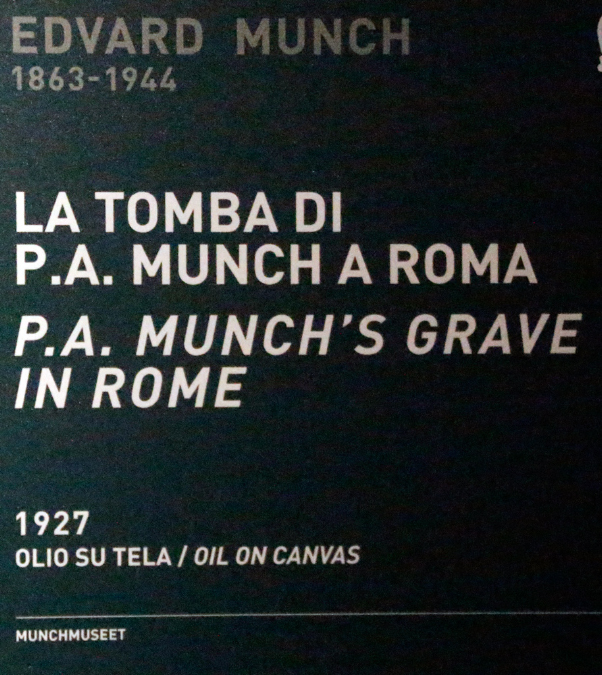 EDVARD MUNCH
1863-1944
LA TOMBA DI
P.A. MUNCH A ROMA
P.A. MUNCH'S GRAVE
IN ROME
1927
OLIO SU TELA / OIL ON CANVAS
MUNCHMUSEET